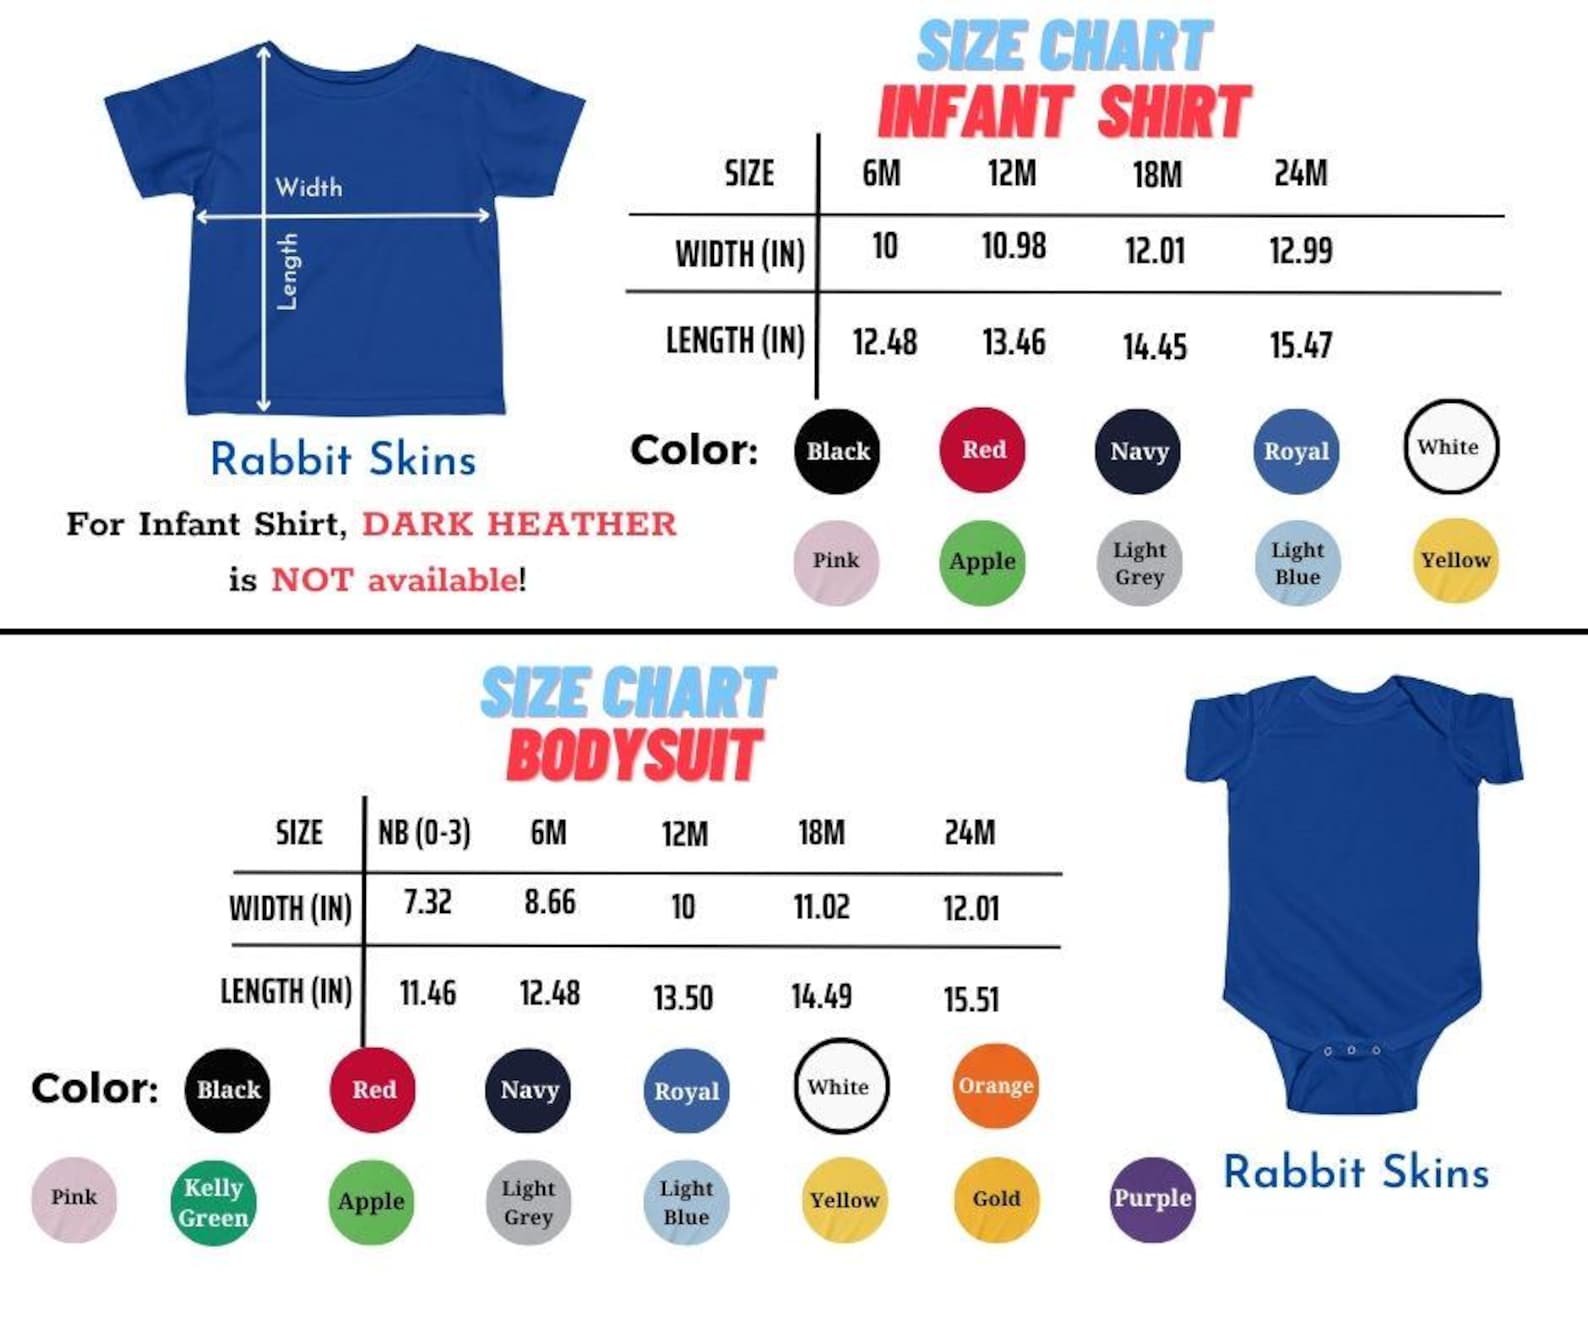 SIZE CHART
INFANT SHIRT
Width
Length
SIZE 6M 12M 18M 24M
WIDTH (IN) 10 10.98 12.01 12.99
LENGTH (IN) 12.48 13.46 14.45 15.47
Rabbit Skins
For Infant Shirt, DARK HEATHER
is NOT available!
Color: Black Red Navy Royal White
Pink Apple Light Grey Light Blue Yellow
SIZE CHART
BODYSUIT
SIZE NB (0-3) 6M 12M 18M 24M
WIDTH (IN) 7.32 8.66 10 11.02 12.01
LENGTH (IN) 11.46 12.48 13.50 14.49 15.51
Color: Black Red Navy Royal White Orange
Pink Kelly Green Apple Light Grey Light Blue Yellow Gold Purple
Rabbit Skins